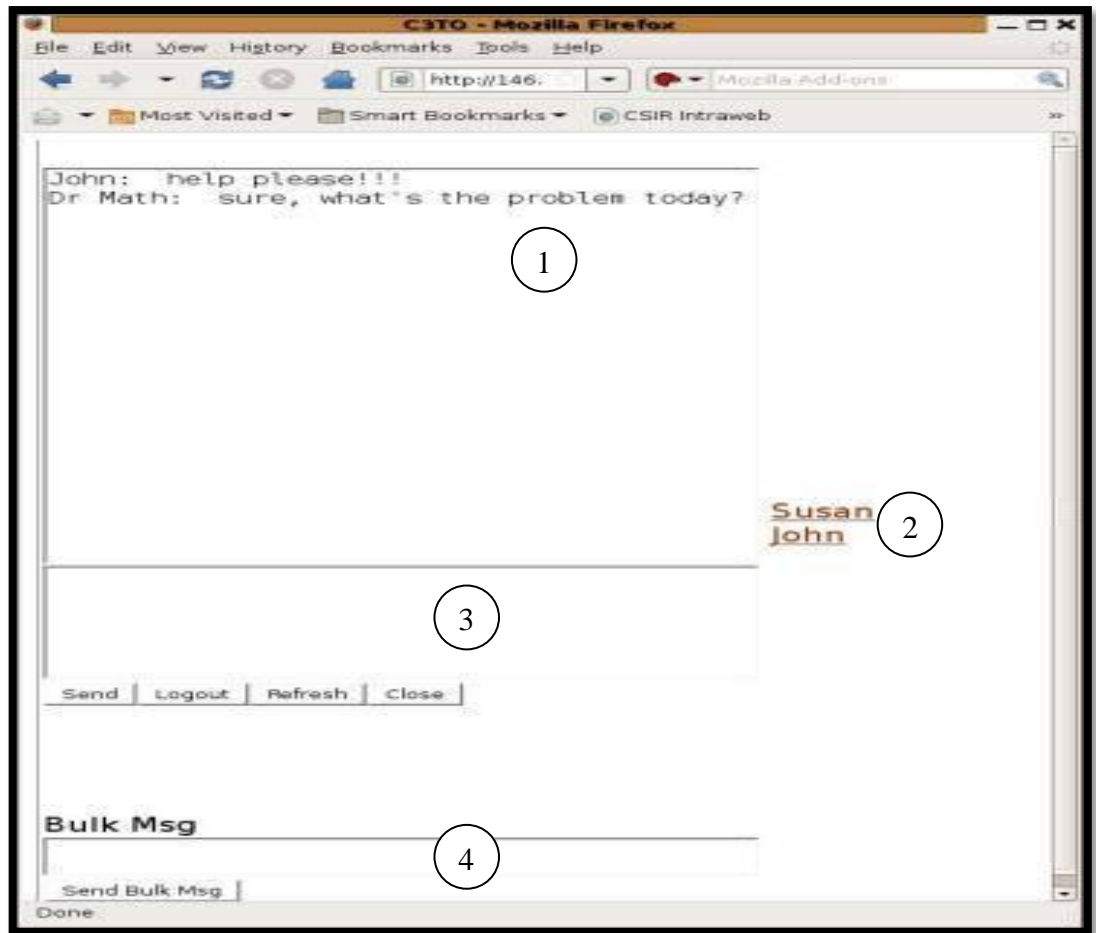 C3TO - Mozilla Firefox
File Edit View History Bookmarks Tools Help
http://146. Mozilla Add-ons
Most Visited Smart Bookmarks CSIR Intraweb
John: help please!!!
Dr Math: sure, what's the problem today?
1
Susan
John
2
3
Send Logout Refresh Close
Bulk Msg
4
Send Bulk Msg
Done